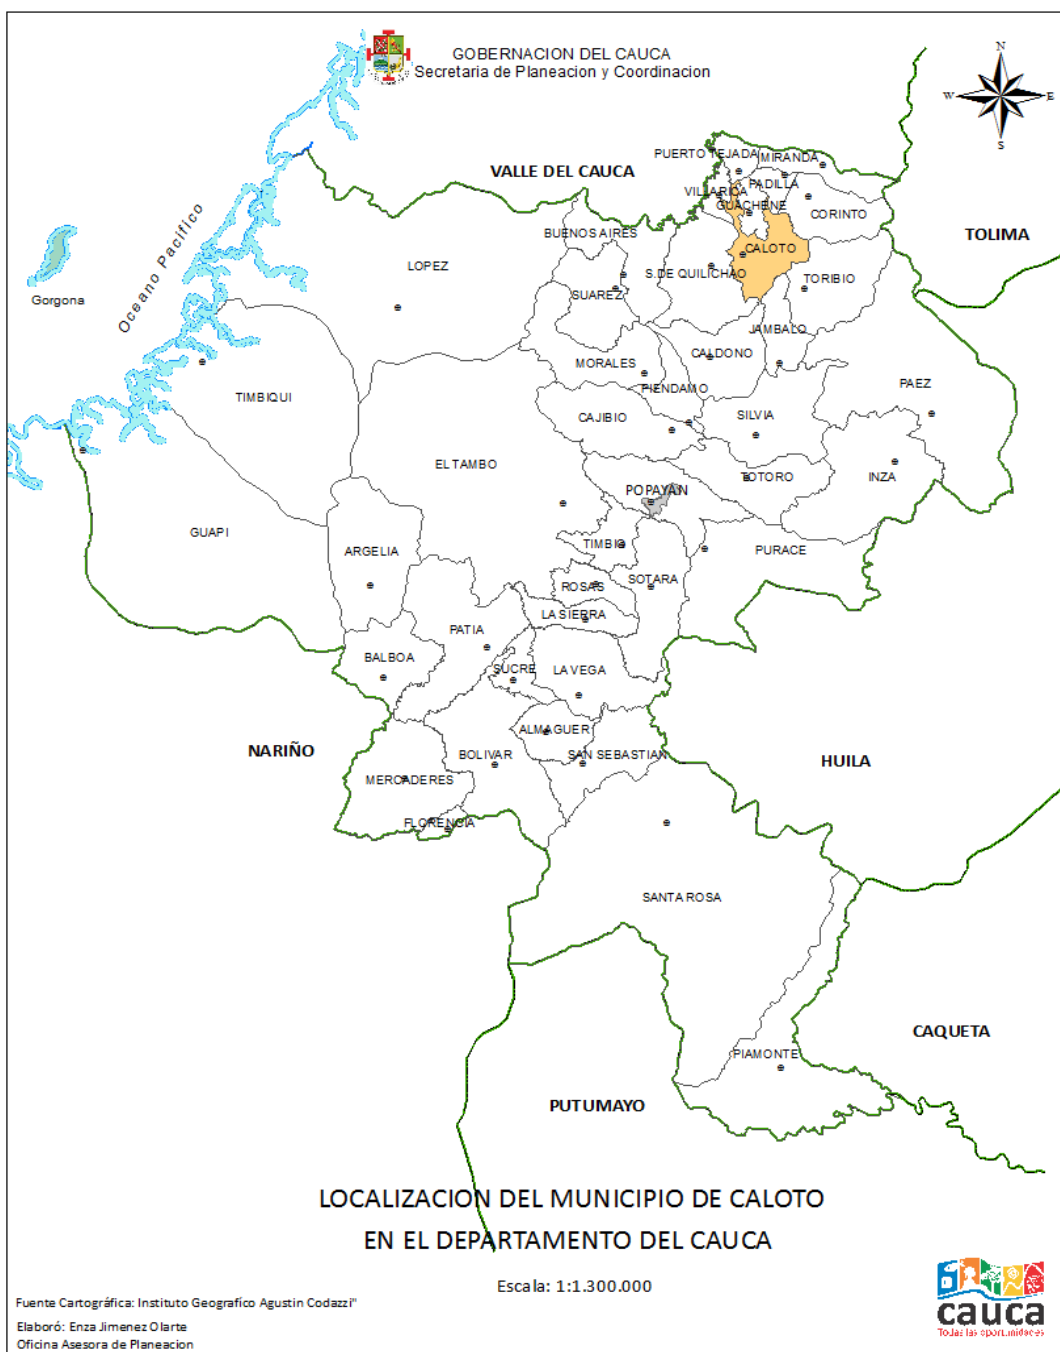 GOBERNACION DEL CAUCA
Secretaria de Planeacion y Coordinacion
N
W
E
S
PUERTO TEJADA
MIRANDA
VALLE DEL CAUCA
PADILLA
VILLARICA
GUACHENE
CORINTO
Oceano Pacifico
BUENOS AIRES
TOLIMA
CALOTO
LOPEZ
S.DE QUILICHAO
TORIBIO
Gorgona
SUAREZ
JAMBALO
CALDONO
MORALES
PIENDAMO
PAEZ
TIMBIQUI
CAJIBIO
SILVIA
EL TAMBO
TOTORO
INZA
POPAYAN
GUAPI
TIMBIO
ARGELIA
PURACE
ROSAS
SOTARA
LA SIERRA
PATIA
BALBOA
SUCRE
LA VEGA
ALMAGUER
NARIÑO
BOLIVAR
SAN SEBASTIAN
HUILA
MERCADERES
FLORENCIA
SANTA ROSA
CAQUETA
PIAMONTE
PUTUMAYO
LOCALIZACION DEL MUNICIPIO DE CALOTO
EN EL DEPARTAMENTO DEL CAUCA
Escala: 1:1.300.000
Fuente Cartográfica: Instituto Geografíco Agustin Codazzi"
Elaboró: Enza Jimenez Olarte
Oficina Asesora de Planeacion
cauca
Todas las oportunidades